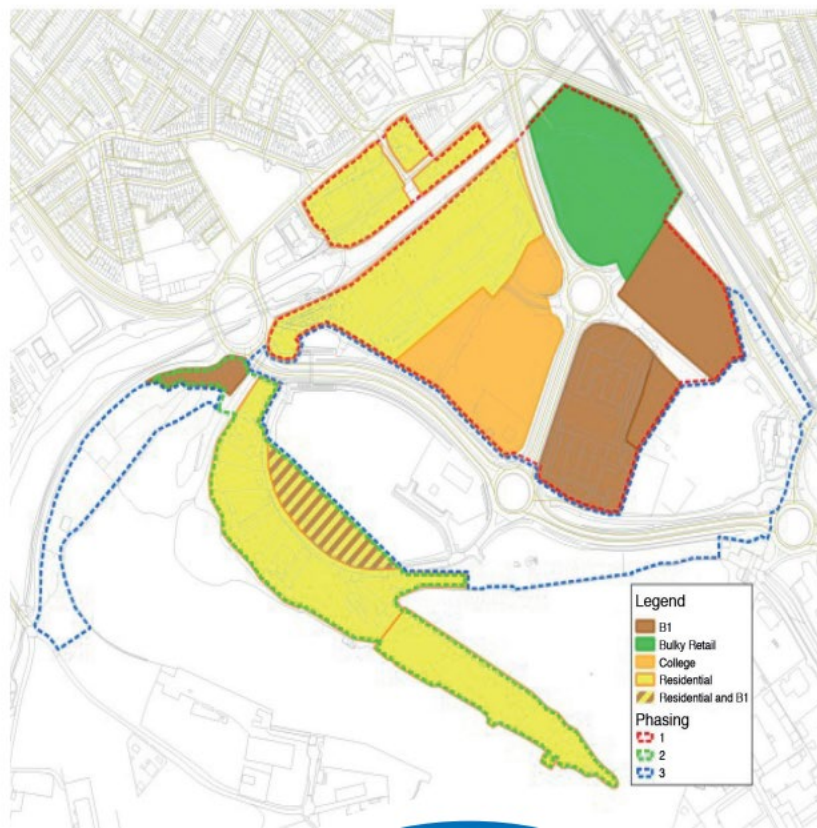 Legend
B1
Bulky Retail
College
Residential
Residential and B1
Phasing
1
2
3